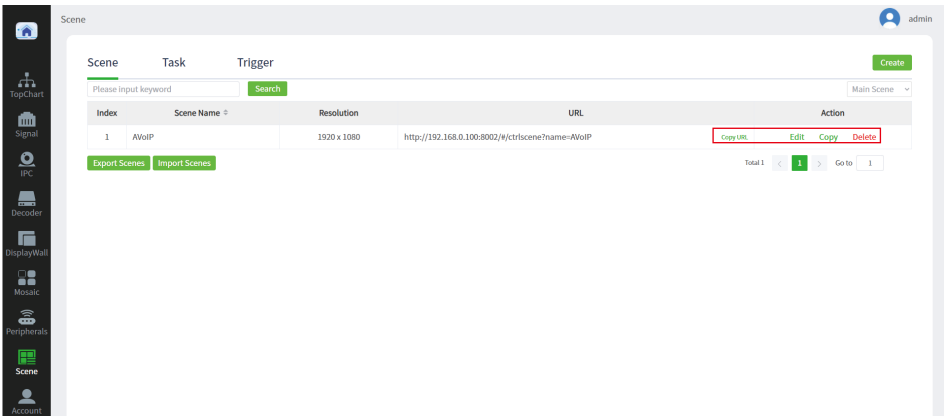 Scene
admin
Scene Task Trigger
Create
Please input keyword Search Main Scene
Index Scene Name Resolution URL Action
1 AVoIP 1920 x 1080 http://192.168.0.100:8002/#/ctrlscene?name=AVoIP Copy URL Edit Copy Delete
Export Scenes Import Scenes Total 1 < 1 > Go to 1
TopChart
Signal
IPC
Decoder
DisplayWall
Mosaic
Peripherals
Scene
Account